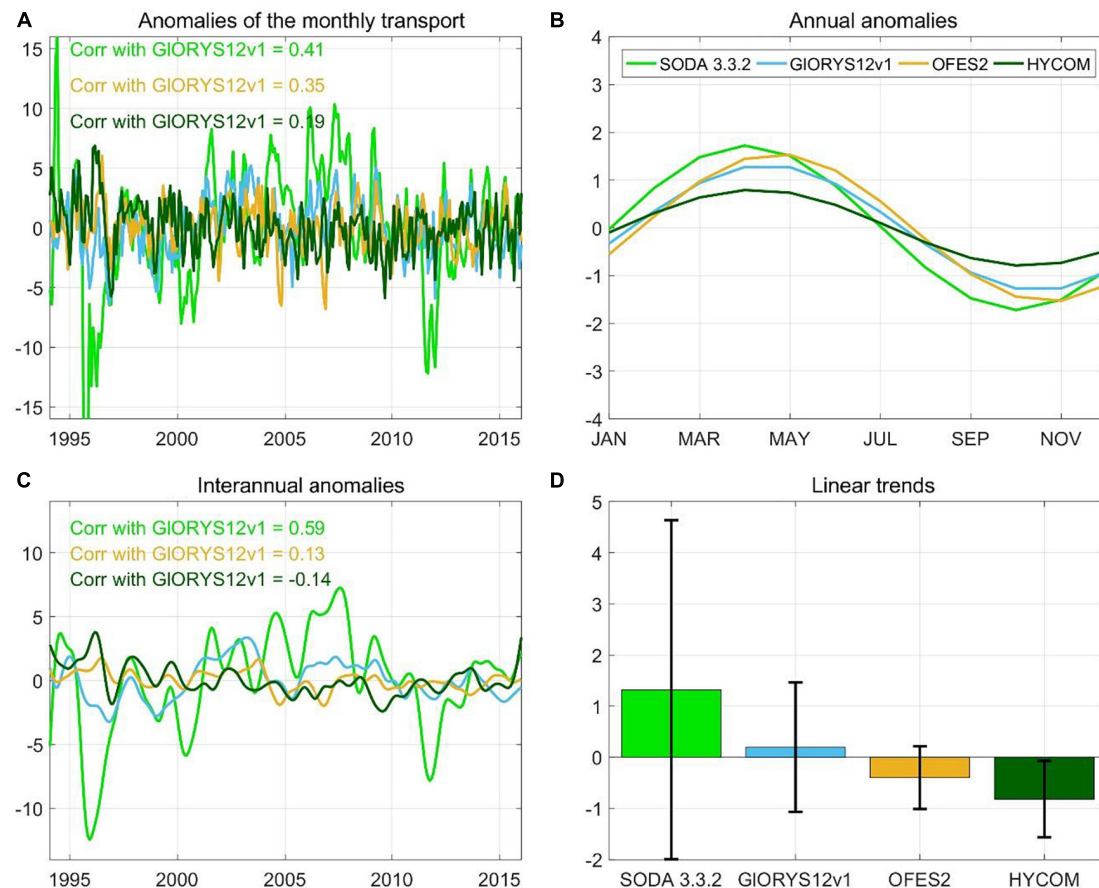 A
Anomalies of the monthly transport
Corr with GlORYS12v1 = 0.41
Corr with GlORYS12v1 = 0.35
Corr with GlORYS12v1 = 0.19
15
10
5
0
-5
-10
-15
1995 2000 2005 2010 2015
B
Annual anomalies
SODA 3.3.2 GlORYS12v1 OFES2 HYCOM
4
3
2
1
0
-1
-2
-3
-4
JAN MAR MAY JUL SEP NOV
C
Interannual anomalies
Corr with GlORYS12v1 = 0.59
Corr with GlORYS12v1 = 0.13
Corr with GlORYS12v1 = -0.14
10
5
0
-5
-10
1995 2000 2005 2010 2015
D
Linear trends
5
4
3
2
1
0
-1
-2
SODA 3.3.2 GlORYS12v1 OFES2 HYCOM